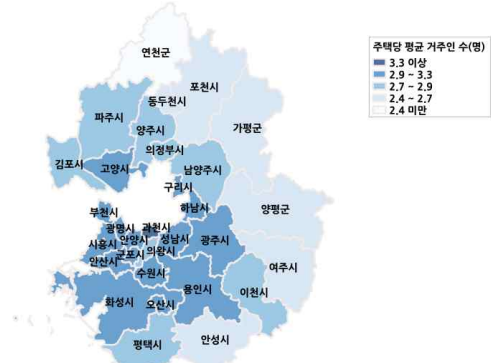 주택당 평균 거주인 수(명)
3.3 이상
2.9 ~ 3.3
2.7 ~ 2.9
2.4 ~ 2.7
2.4 미만
연천군
포천시
동두천시
파주시
양주시
가평군
의정부시
김포시
고양시
남양주시
구리시
하남시
양평군
부천시
광명시
과천시
시흥시
안양시
성남시
광주시
군포시
의왕시
안산시
여주시
수원시
용인시
이천시
화성시
오산시
평택시
안성시